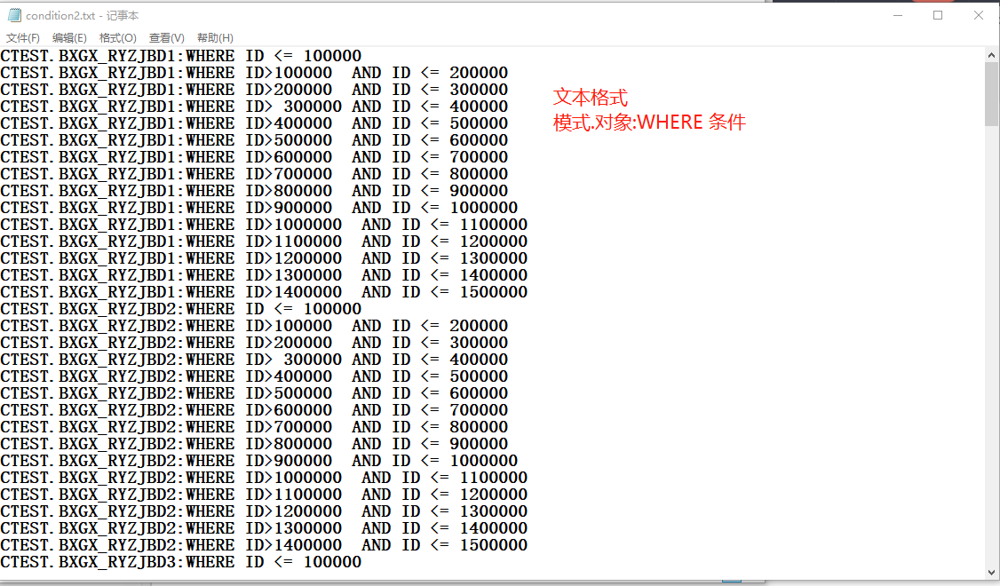 condition2.txt - 记事本
文件(F) 编辑(E) 格式(O) 查看(V) 帮助(H)
CTEST.BXGX_RYZJBD1:WHERE ID <= 100000
CTEST.BXGX_RYZJBD1:WHERE ID>100000  AND ID <= 200000
CTEST.BXGX_RYZJBD1:WHERE ID>200000  AND ID <= 300000
CTEST.BXGX_RYZJBD1:WHERE ID> 300000 AND ID <= 400000
CTEST.BXGX_RYZJBD1:WHERE ID>400000  AND ID <= 500000
CTEST.BXGX_RYZJBD1:WHERE ID>500000  AND ID <= 600000
CTEST.BXGX_RYZJBD1:WHERE ID>600000  AND ID <= 700000
CTEST.BXGX_RYZJBD1:WHERE ID>700000  AND ID <= 800000
CTEST.BXGX_RYZJBD1:WHERE ID>800000  AND ID <= 900000
CTEST.BXGX_RYZJBD1:WHERE ID>900000  AND ID <= 1000000
CTEST.BXGX_RYZJBD1:WHERE ID>1000000  AND ID <= 1100000
CTEST.BXGX_RYZJBD1:WHERE ID>1100000  AND ID <= 1200000
CTEST.BXGX_RYZJBD1:WHERE ID>1200000  AND ID <= 1300000
CTEST.BXGX_RYZJBD1:WHERE ID>1300000  AND ID <= 1400000
CTEST.BXGX_RYZJBD1:WHERE ID>1400000  AND ID <= 1500000
CTEST.BXGX_RYZJBD2:WHERE ID <= 100000
CTEST.BXGX_RYZJBD2:WHERE ID>100000  AND ID <= 200000
CTEST.BXGX_RYZJBD2:WHERE ID>200000  AND ID <= 300000
CTEST.BXGX_RYZJBD2:WHERE ID> 300000 AND ID <= 400000
CTEST.BXGX_RYZJBD2:WHERE ID>400000  AND ID <= 500000
CTEST.BXGX_RYZJBD2:WHERE ID>500000  AND ID <= 600000
CTEST.BXGX_RYZJBD2:WHERE ID>600000  AND ID <= 700000
CTEST.BXGX_RYZJBD2:WHERE ID>700000  AND ID <= 800000
CTEST.BXGX_RYZJBD2:WHERE ID>800000  AND ID <= 900000
CTEST.BXGX_RYZJBD2:WHERE ID>900000  AND ID <= 1000000
CTEST.BXGX_RYZJBD2:WHERE ID>1000000  AND ID <= 1100000
CTEST.BXGX_RYZJBD2:WHERE ID>1100000  AND ID <= 1200000
CTEST.BXGX_RYZJBD2:WHERE ID>1200000  AND ID <= 1300000
CTEST.BXGX_RYZJBD2:WHERE ID>1300000  AND ID <= 1400000
CTEST.BXGX_RYZJBD2:WHERE ID>1400000  AND ID <= 1500000
CTEST.BXGX_RYZJBD3:WHERE ID <= 100000
文本格式
模式.对象:WHERE 条件